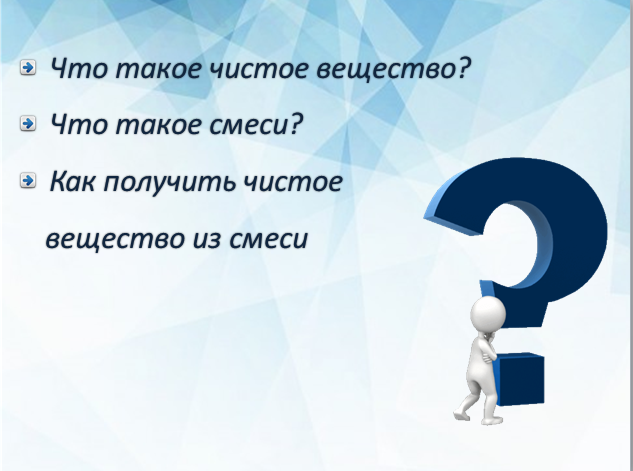 Что такое чистое вещество?
Что такое смеси?
Как получить чистое
вещество из смеси